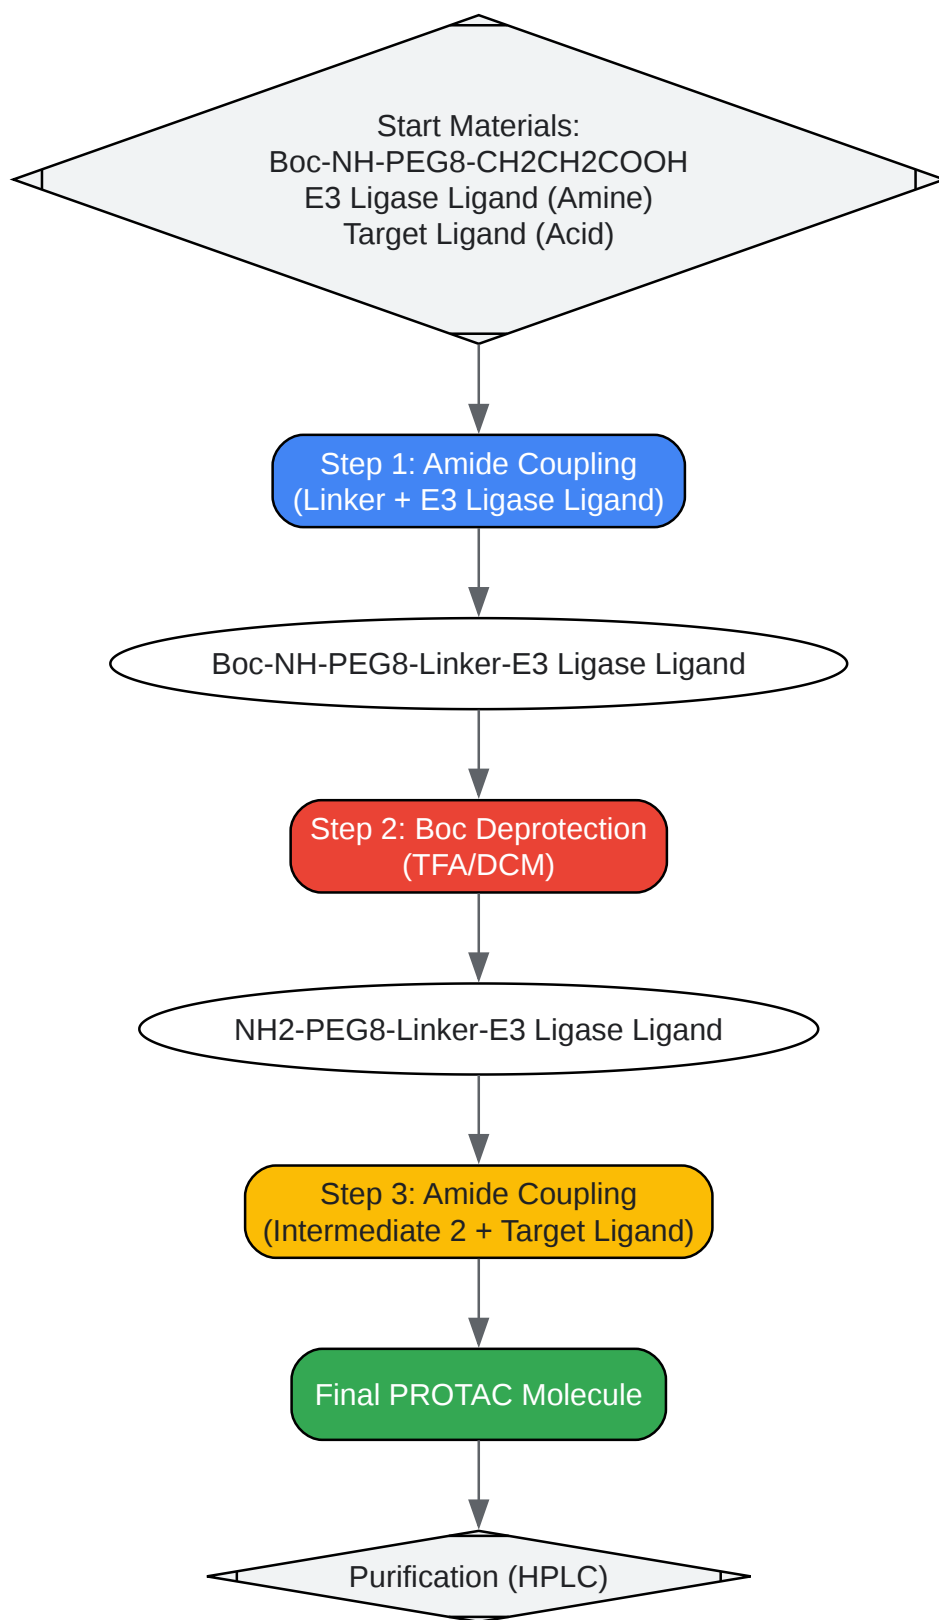 Start Materials:
Boc-NH-PEG8-CH2CH2COOH
E3 Ligase Ligand (Amine)
Target Ligand (Acid)
Step 1: Amide Coupling
(Linker + E3 Ligase Ligand)
Boc-NH-PEG8-Linker-E3 Ligase Ligand
Step 2: Boc Deprotection
(TFA/DCM)
NH2-PEG8-Linker-E3 Ligase Ligand
Step 3: Amide Coupling
(Intermediate 2 + Target Ligand)
Final PROTAC Molecule
Purification (HPLC)